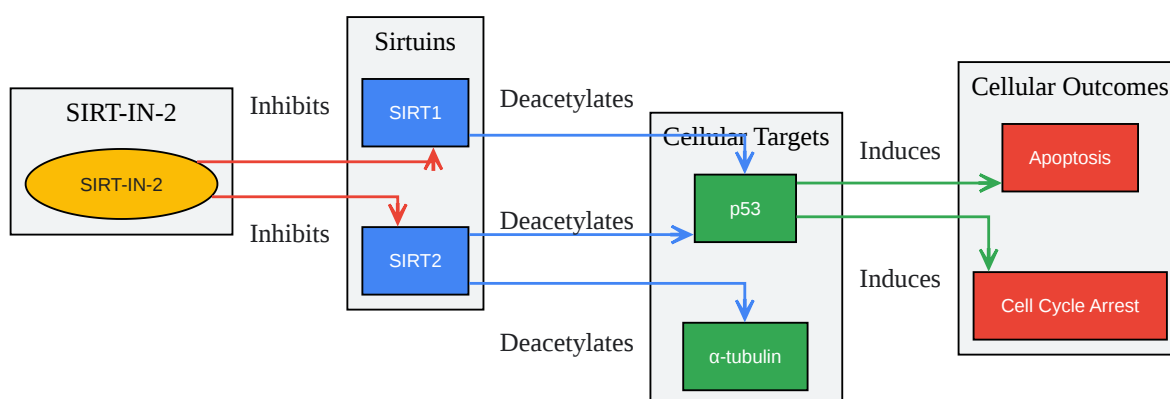 SIRT-IN-2
SIRT-IN-2
Inhibits
Inhibits
Sirtuins
SIRT1
SIRT2
Deacetylates
Deacetylates
Deacetylates
Cellular Targets
p53
α-tubulin
Induces
Induces
Cellular Outcomes
Apoptosis
Cell Cycle Arrest